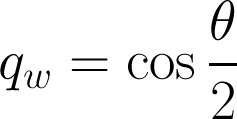 q_w = cos θ/2